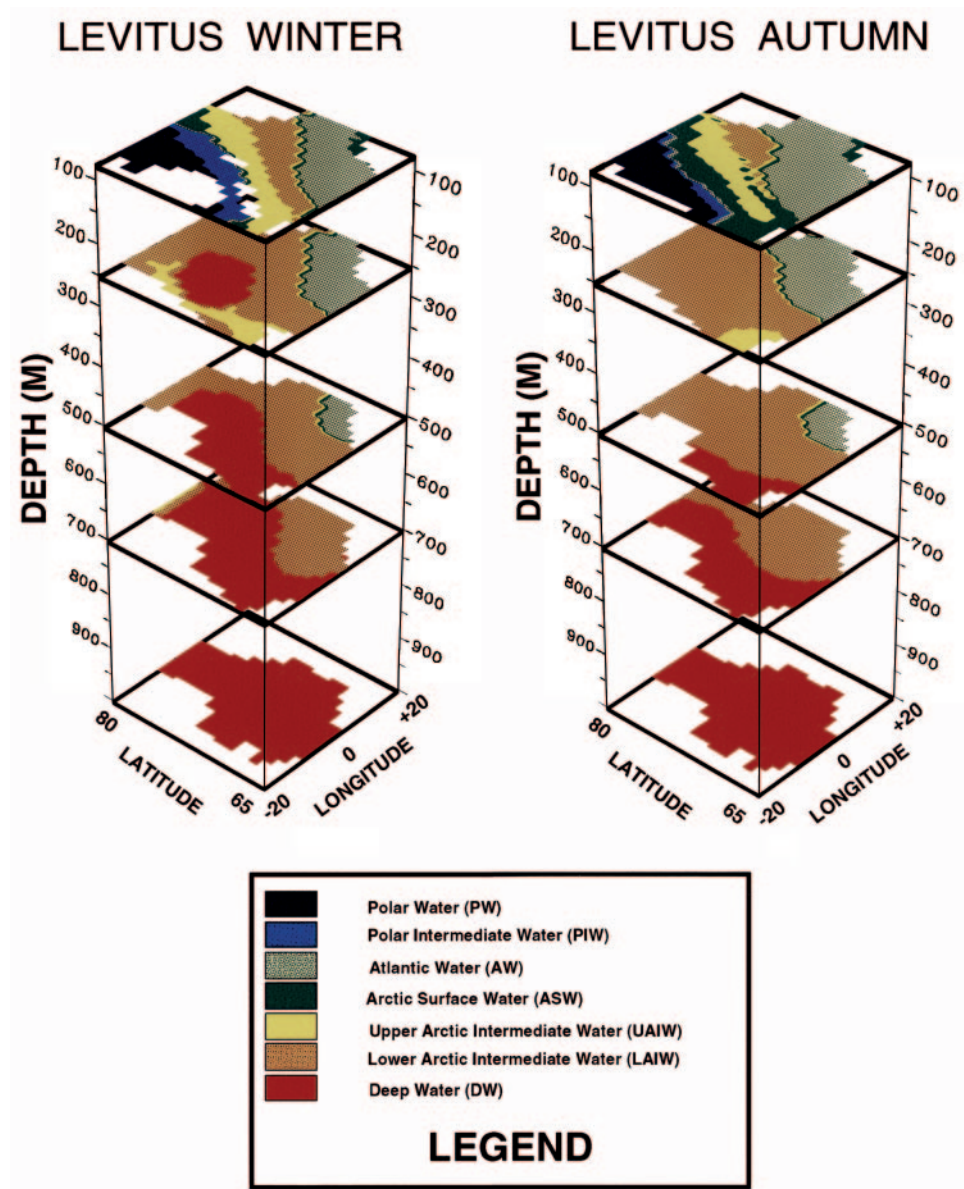 LEVITUS WINTER
LEVITUS AUTUMN
DEPTH (M)
100
200
300
400
500
600
700
800
900
100
200
300
400
500
600
700
800
900
80
LATITUDE
65
-20
0
+20
LONGITUDE
DEPTH (M)
100
200
300
400
500
600
700
800
900
100
200
300
400
500
600
700
800
900
80
LATITUDE
65
-20
0
+20
LONGITUDE
Polar Water (PW)
Polar Intermediate Water (PIW)
Atlantic Water (AW)
Arctic Surface Water (ASW)
Upper Arctic Intermediate Water (UAIW)
Lower Arctic Intermediate Water (LAIW)
Deep Water (DW)
LEGEND